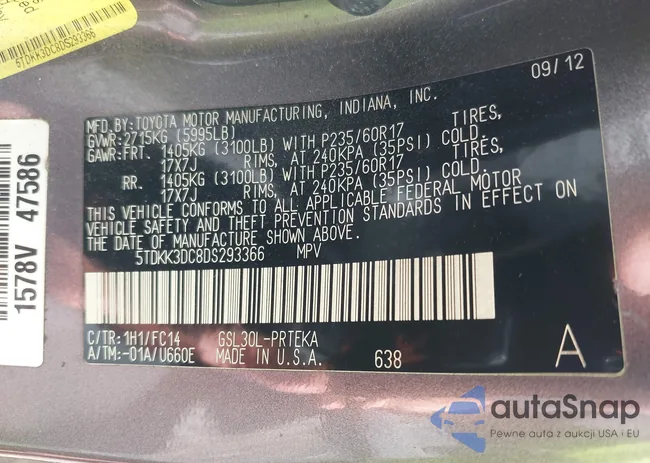 5TDKK3DC8DS293366
1578V 47586
09/12
MFD.BY:TOYOTA MOTOR MANUFACTURING, INDIANA, INC.
GVWR:2715KG (5995LB)
GAWR:FRT. 1405KG (3100LB) WITH P235/60R17 TIRES,
17X7J RIMS, AT 240KPA (35PSI) COLD.
RR. 1405KG (3100LB) WITH P235/60R17 TIRES,
17X7J RIMS, AT 240KPA (35PSI) COLD.
THIS VEHICLE CONFORMS TO ALL APPLICABLE FEDERAL MOTOR
VEHICLE SAFETY AND THEFT PREVENTION STANDARDS IN EFFECT ON
THE DATE OF MANUFACTURE SHOWN ABOVE.
5TDKK3DC8DS293366 MPV
C/TR:1H1/FC14 GSL30L-PRTEKA
A/TM:-01A/U660E MADE IN U.S.A. 638
A
autaSnap
Pewne auta z aukcji USA i EU